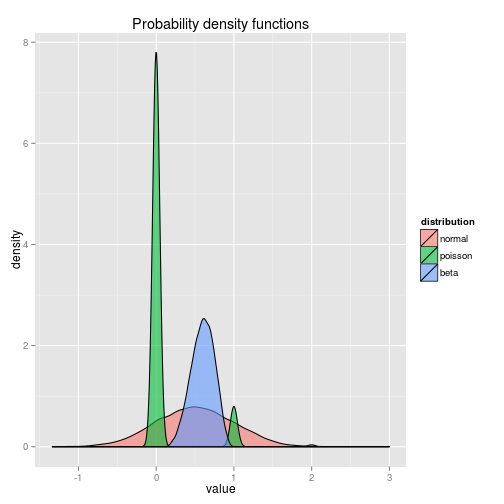 Probability density functions
8
6
4
2
0
density
-1 0 1 2 3
value
distribution
normal
poisson
beta